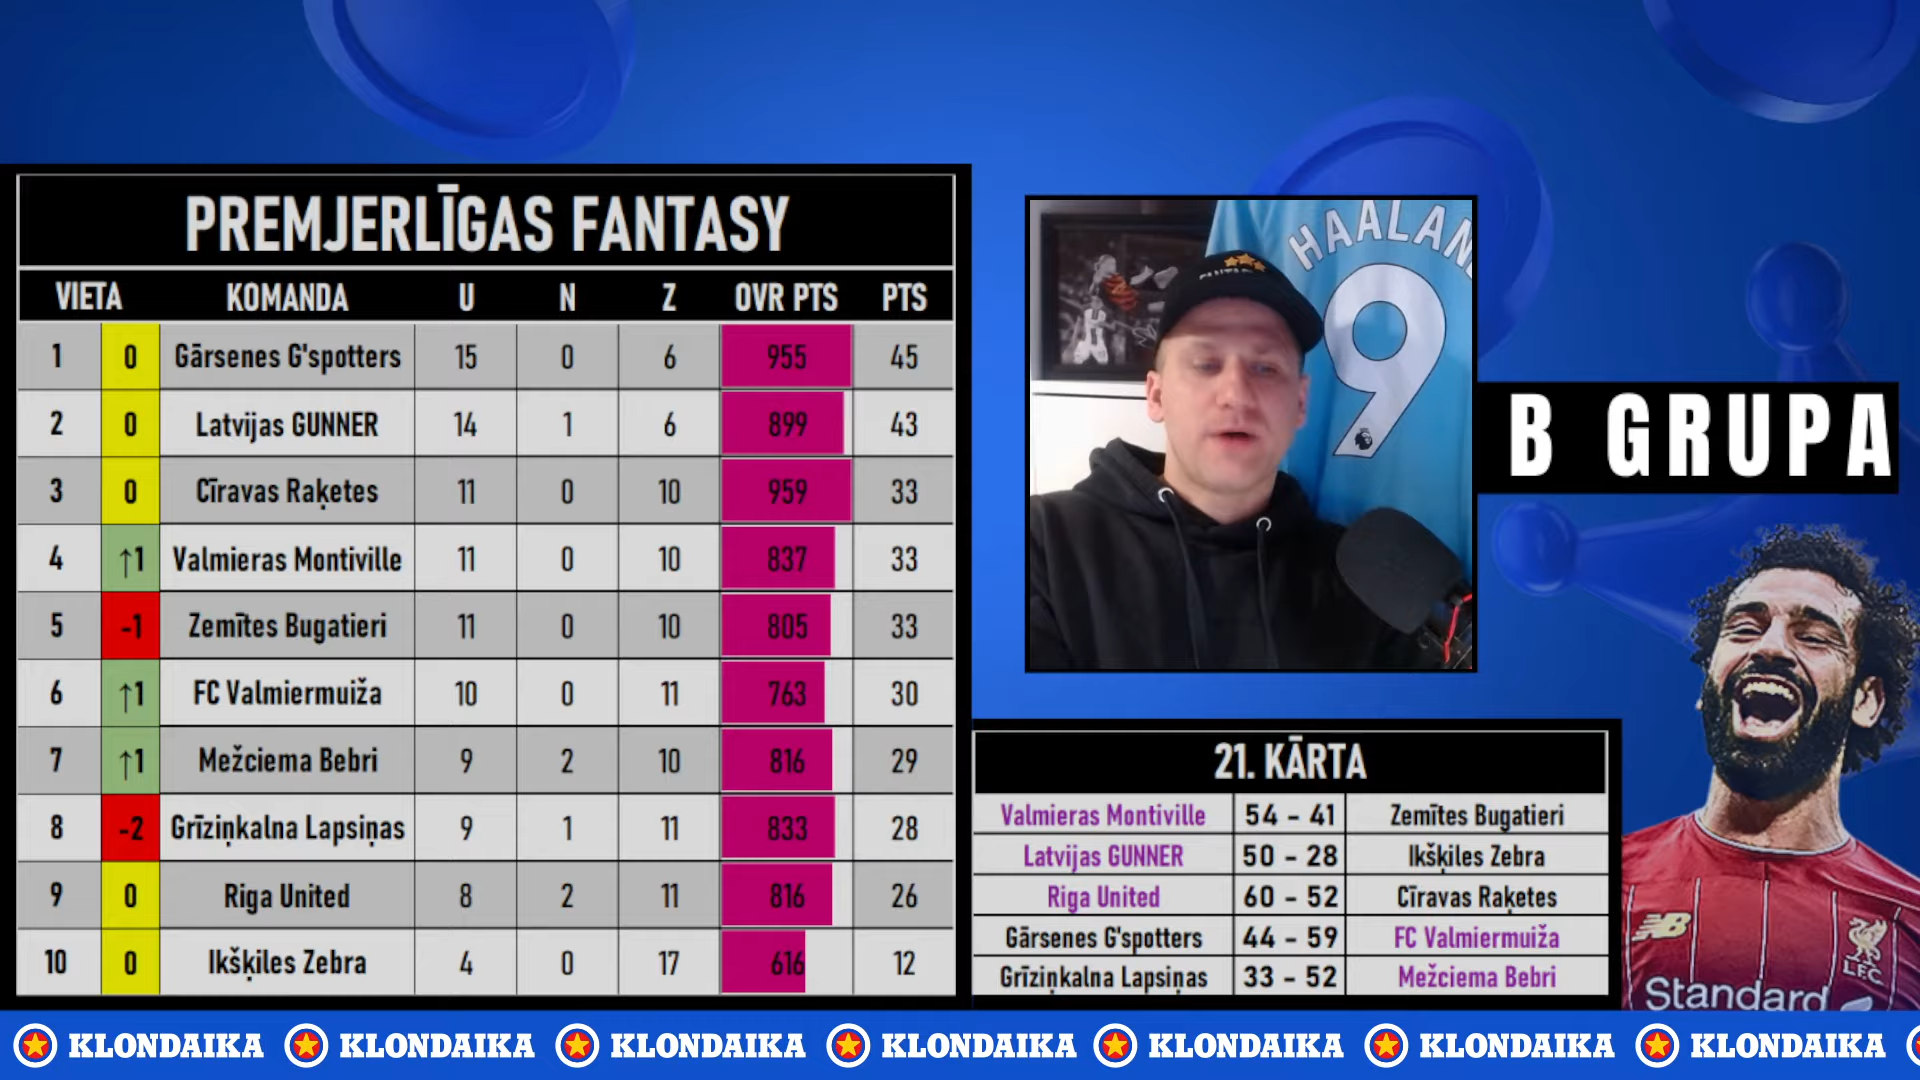 PREMJERLĪGAS FANTASY
VIETA KOMANDA U N Z OVR PTS PTS
1 0 Gārsenes G'spotters 15 0 6 955 45
2 0 Latvijas GUNNER 14 1 6 899 43
3 0 Cīravas Raķetes 11 0 10 959 33
4 ↑1 Valmieras Montiville 11 0 10 837 33
5 -1 Zemītes Bugatieri 11 0 10 805 33
6 ↑1 FC Valmiermuiža 10 0 11 763 30
7 ↑1 Mežciema Bebri 9 2 10 816 29
8 -2 Grīziņkalna Lapsiņas 9 1 11 833 28
9 0 Riga United 8 2 11 816 26
10 0 Ikšķiles Zebra 4 0 17 616 12
HAALAN
9
B GRUPA
21. KĀRTA
Valmieras Montiville 54 - 41 Zemītes Bugatieri
Latvijas GUNNER 50 - 28 Ikšķiles Zebra
Riga United 60 - 52 Cīravas Raķetes
Gārsenes G'spotters 44 - 59 FC Valmiermuiža
Grīziņkalna Lapsiņas 33 - 52 Mežciema Bebri
L.F.C.
Standard
KLONDAIKA KLONDAIKA KLONDAIKA KLONDAIKA KLONDAIKA KLONDAIKA KLONDAIKA